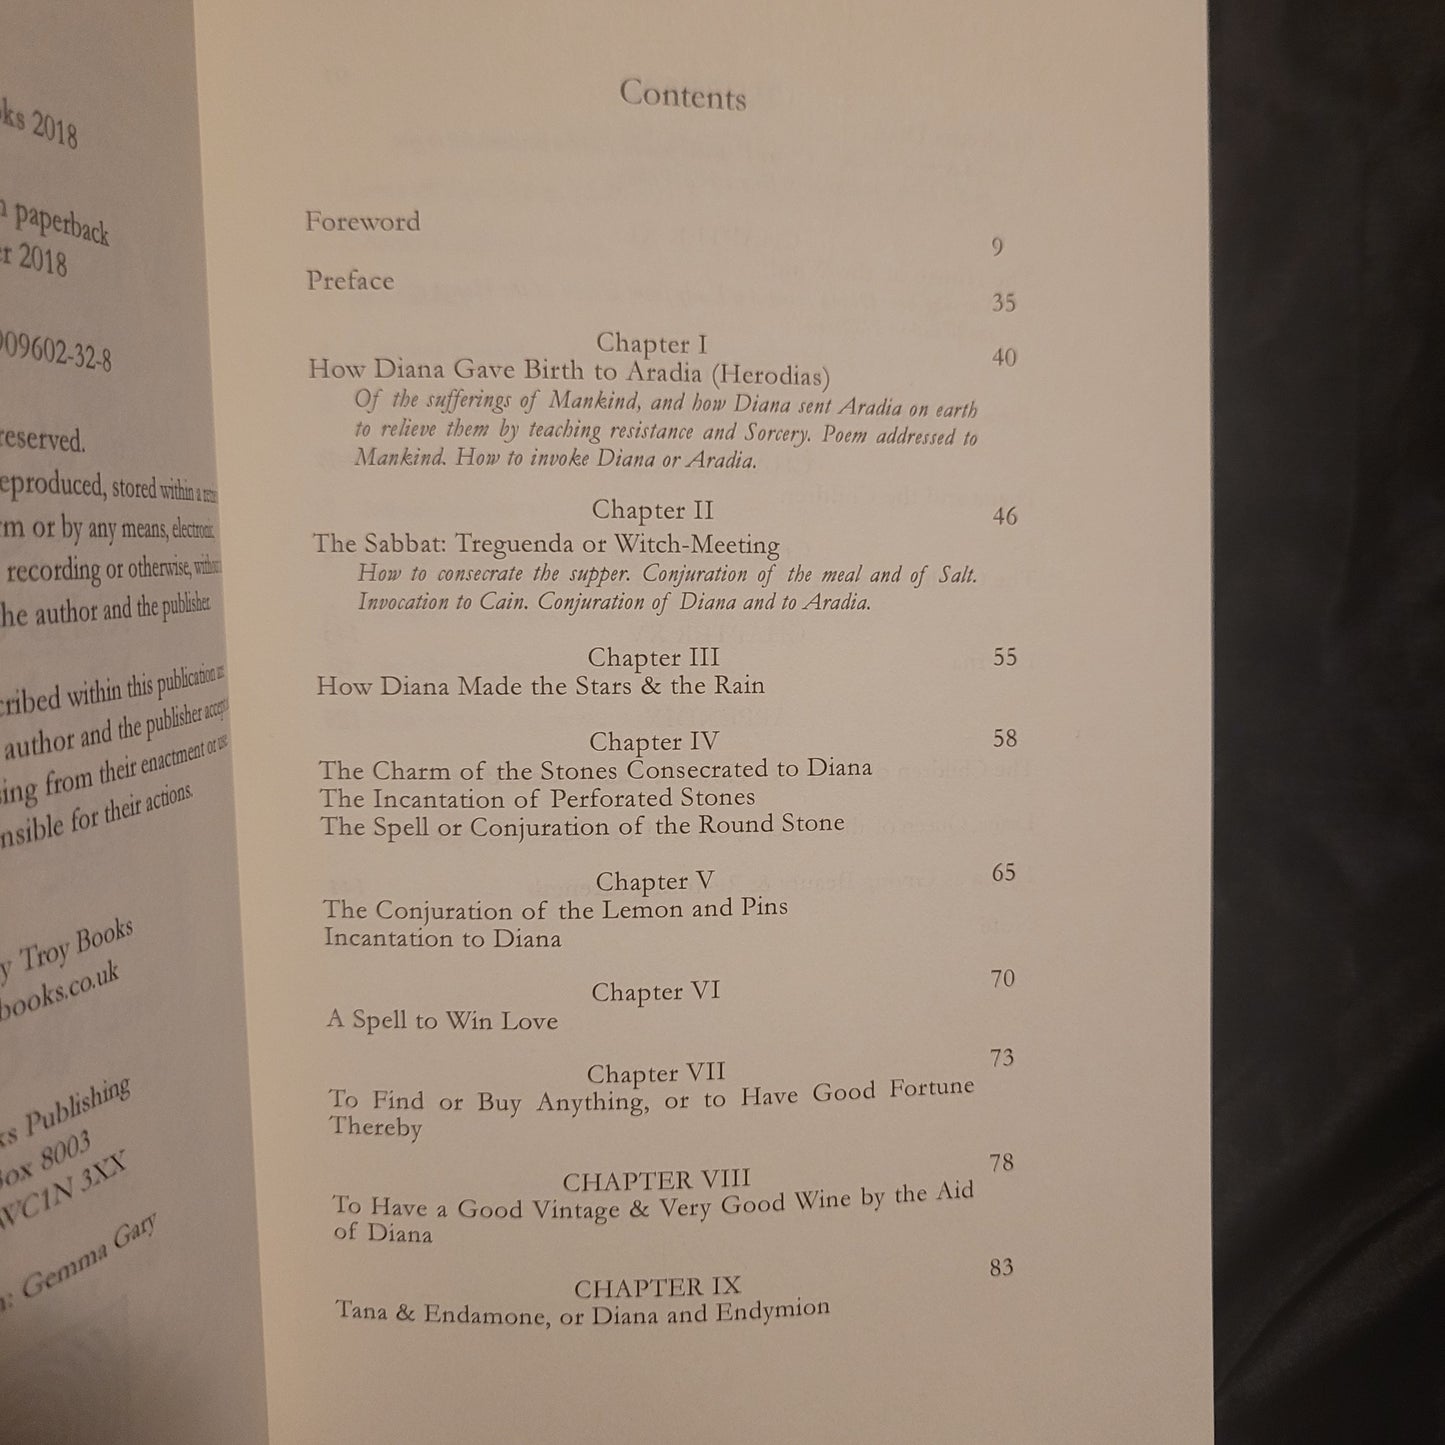 ks 2018
paperback
2018
09602-32-8
reserved.
eproduced, stored within a
or by any means, electronic,
recording or otherwise, without
he author and the publisher.
cribed within this publication are
author and the publisher accept
ing from their enactment or use
nsible for their actions.
y Troy Books
books.co.uk
ks Publishing
Box 8003
WC1N 3XX
n: Gemma Gary
Contents
Foreword
9
Preface
35
Chapter I
40
How Diana Gave Birth to Aradia (Herodias)
Of the sufferings of Mankind, and how Diana sent Aradia on earth
to relieve them by teaching resistance and Sorcery. Poem addressed to
Mankind. How to invoke Diana or Aradia.
Chapter II
46
The Sabbat: Treguenda or Witch-Meeting
How to consecrate the supper. Conjuration of the meal and of Salt.
Invocation to Cain. Conjuration of Diana and to Aradia.
Chapter III
55
How Diana Made the Stars & the Rain
Chapter IV
58
The Charm of the Stones Consecrated to Diana
The Incantation of Perforated Stones
The Spell or Conjuration of the Round Stone
Chapter V
65
The Conjuration of the Lemon and Pins
Incantation to Diana
Chapter VI
70
A Spell to Win Love
Chapter VII
73
To Find or Buy Anything, or to Have Good Fortune
Thereby
CHAPTER VIII
78
To Have a Good Vintage & Very Good Wine by the Aid
of Diana
CHAPTER IX
83
Tana & Endamone, or Diana and Endymion